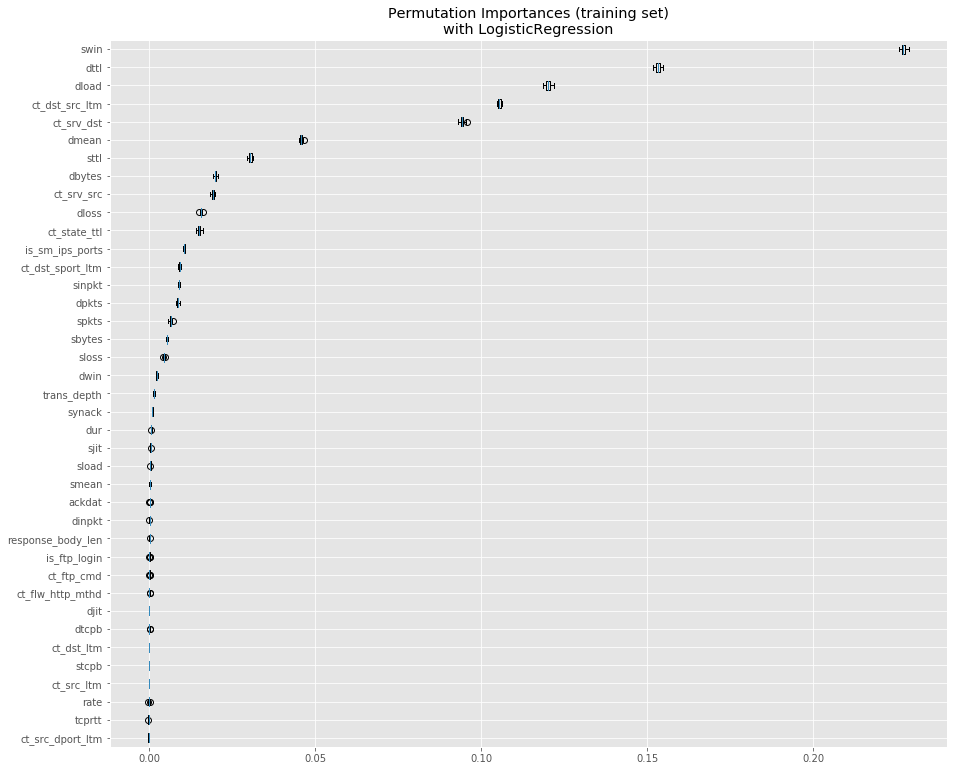 Permutation Importances (training set)
with LogisticRegression
swin
dttl
dload
ct_dst_src_ltm
ct_srv_dst
dmean
sttl
dbytes
ct_srv_src
dloss
ct_state_ttl
is_sm_ips_ports
ct_dst_sport_ltm
sinpkt
dpkts
spkts
sbytes
sloss
dwin
trans_depth
synack
dur
sjit
sload
smean
ackdat
dinpkt
response_body_len
is_ftp_login
ct_ftp_cmd
ct_flw_http_mthd
djit
dtcpb
ct_dst_ltm
stcpb
ct_src_ltm
rate
tcprtt
ct_src_dport_ltm
0.00 0.05 0.10 0.15 0.20